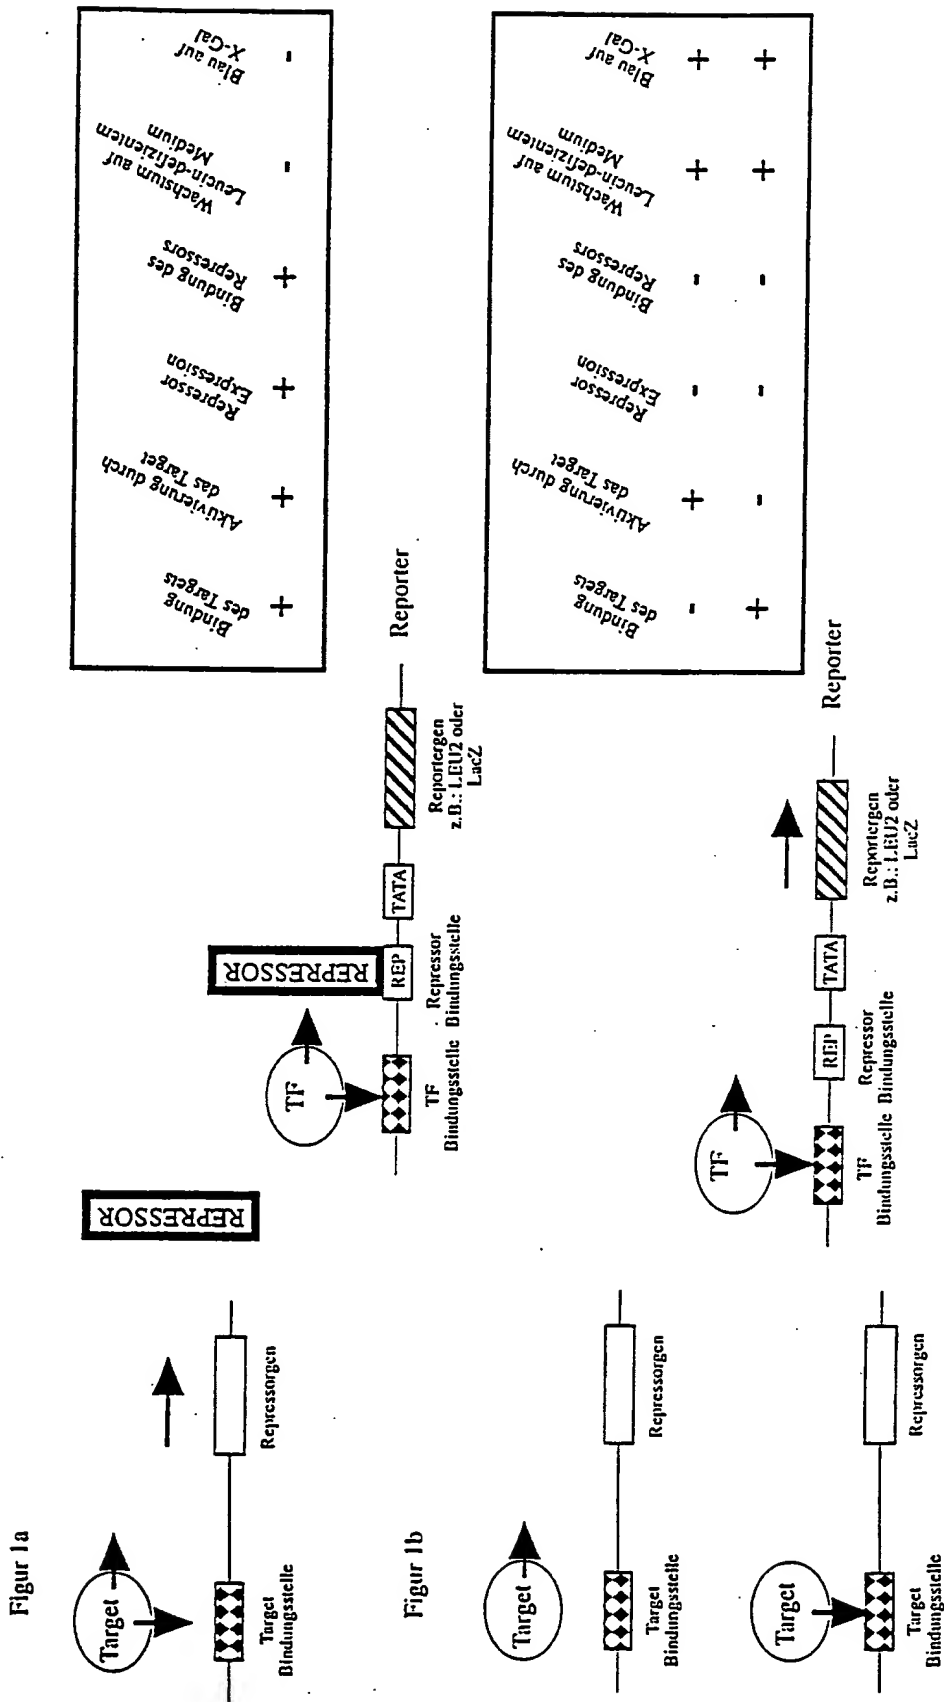 Figur 1a
Target
Target
Bindungsstelle
Repressorgen
REPRESSOR
TF
REPRESSOR
REP
TATA
TF
Bindungsstelle
Repressor
Bindungsstelle
Reportergen
z.B.: LEU2 oder
LacZ
Reporter
Bindung
des Targets
Aktivierung durch
das Target
Repressor
Expression
Bindung des
Repressors
Wachstum auf
Leucin-defizientem
Medium
Blau auf
X-Gal
+ + + + - -
Figur 1b
Target
Target
Bindungsstelle
Repressorgen
Target
Target
Bindungsstelle
Repressorgen
TF
REP
TATA
TF
Bindungsstelle
Repressor
Bindungsstelle
Reportergen
z.B.: LEU2 oder
LacZ
Reporter
Bindung
des Targets
Aktivierung durch
das Target
Repressor
Expression
Bindung des
Repressors
Wachstum auf
Leucin-defizientem
Medium
Blau auf
X-Gal
- + - - + +
+ - - - + +